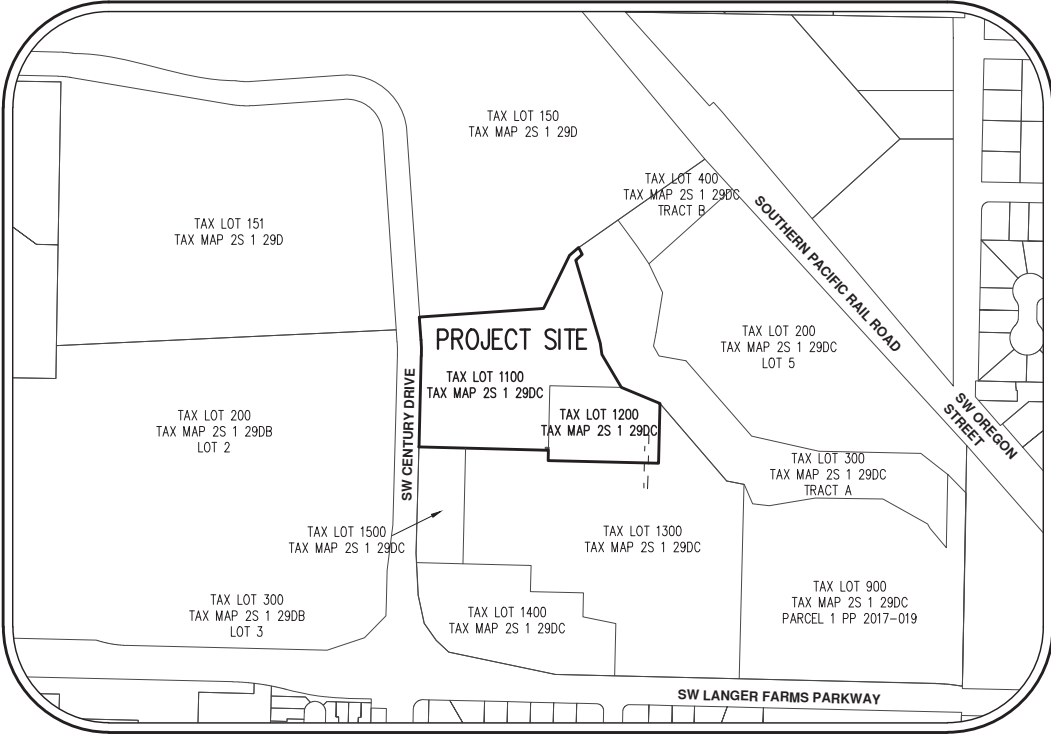 TAX LOT 150
TAX MAP 2S 1 29D
TAX LOT 400
TAX MAP 2S 1 29DC
TRACT B
SOUTHERN PACIFIC RAIL ROAD
TAX LOT 151
TAX MAP 2S 1 29D
PROJECT SITE
TAX LOT 1100
TAX MAP 2S 1 29DC
TAX LOT 200
TAX MAP 2S 1 29DC
LOT 5
SW CENTURY DRIVE
TAX LOT 200
TAX MAP 2S 1 29DB
LOT 2
TAX LOT 1200
TAX MAP 2S 1 29DC
SW OREGON
STREET
TAX LOT 300
TAX MAP 2S 1 29DC
TRACT A
TAX LOT 1500
TAX MAP 2S 1 29DC
TAX LOT 1300
TAX MAP 2S 1 29DC
TAX LOT 300
TAX MAP 2S 1 29DB
LOT 3
TAX LOT 1400
TAX MAP 2S 1 29DC
TAX LOT 900
TAX MAP 2S 1 29DC
PARCEL 1 PP 2017-019
SW LANGER FARMS PARKWAY